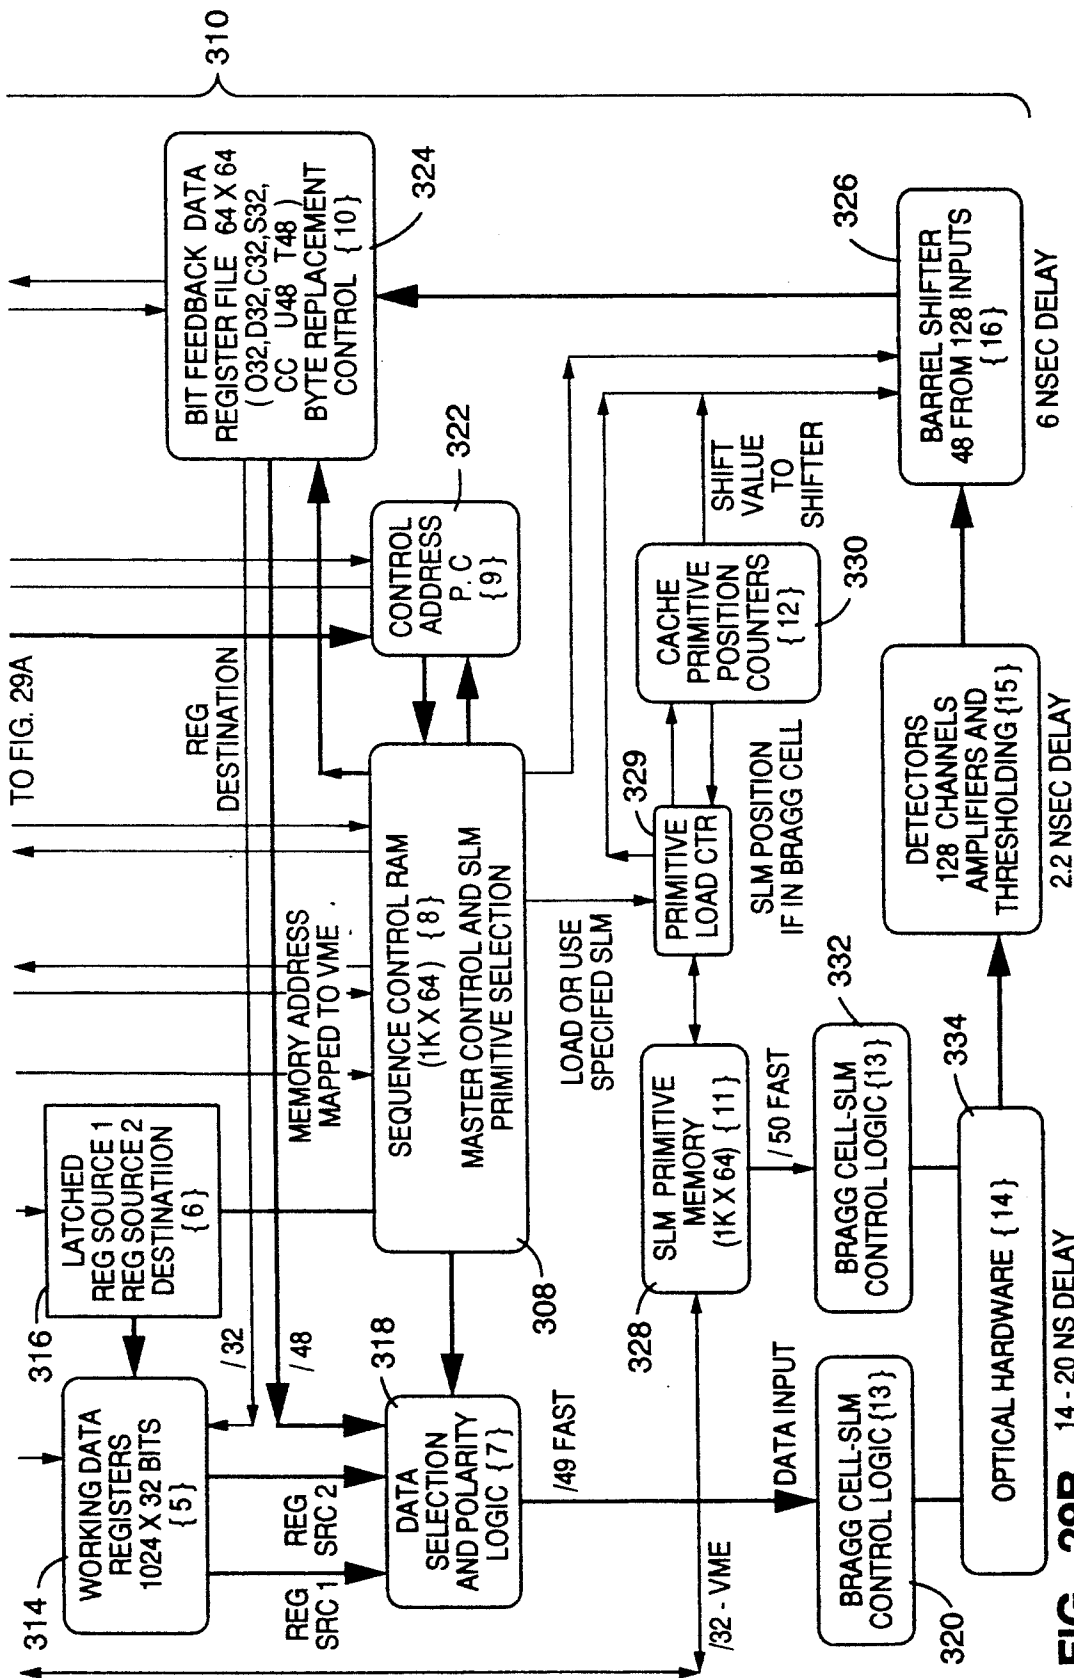 TO FIG. 29A
310
314
WORKING DATA
REGISTERS
1024 X 32 BITS
{5}
316
LATCHED
REG SOURCE 1
REG SOURCE 2
DESTINATIION
{6}
MEMORY ADDRESS
MAPPED TO VME
REG
DESTINATION
BIT FEEDBACK DATA
REGISTER FILE 64 X 64
(O32,D32,C32,S32,
CC U48 T48)
BYTE REPLACEMENT
CONTROL {10}
324
/32
/48
REG
SRC 1
REG
SRC 2
318
DATA
SELECTION
AND POLARITY
LOGIC {7}
SEQUENCE CONTROL RAM
(1K X 64) {8}
MASTER CONTROL AND SLM
PRIMITIVE SELECTION
308
CONTROL
ADDRESS
P. C
{9}
322
/49 FAST
/32 - VME
328
SLM PRIMITIVE
MEMORY
(1K X 64) {11}
LOAD OR USE
SPECIFED SLM
329
PRIMITIVE
LOAD CTR
CACHE
PRIMITIVE
POSITION
COUNTERS
{12}
330
SHIFT
VALUE
TO
SHIFTER
SLM POSITION
IF IN BRAGG CELL
DATA INPUT
/50 FAST
BRAGG CELL-SLM
CONTROL LOGIC {13}
320
BRAGG CELL-SLM
CONTROL LOGIC {13}
332
334
OPTICAL HARDWARE {14}
14 - 20 NS DELAY
DETECTORS
128 CHANNELS
AMPLIFIERS AND
THRESHOLDING {15}
2.2 NSEC DELAY
326
BARREL SHIFTER
48 FROM 128 INPUTS
{16}
6 NSEC DELAY
FIG. 29B